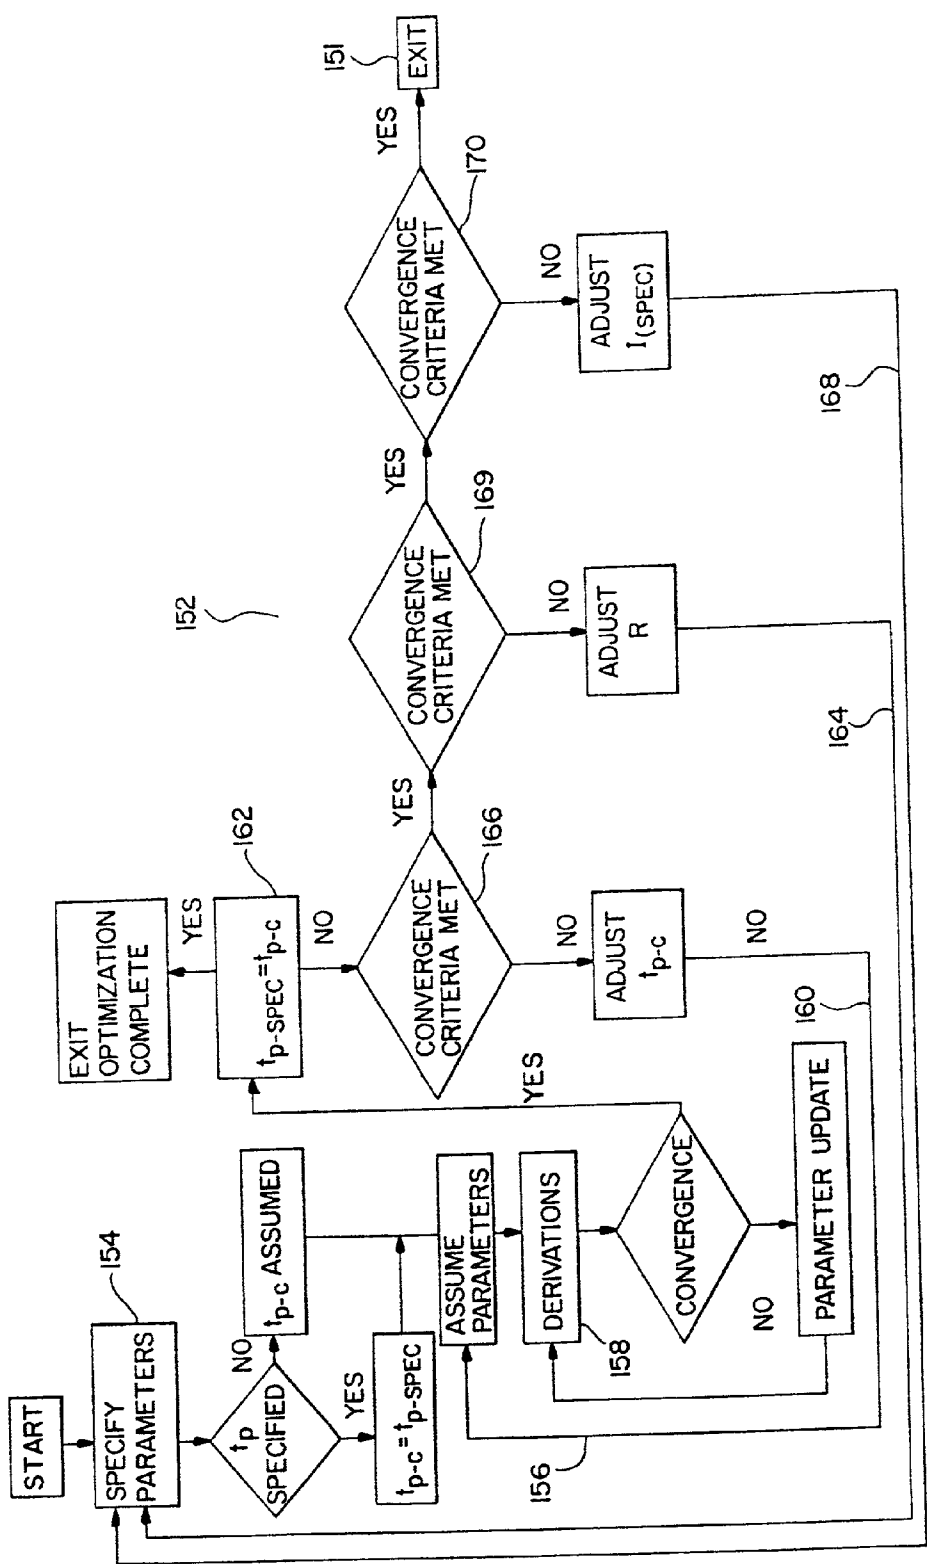 START
SPECIFY
PARAMETERS
154
tp
SPECIFIED
NO
YES
tp-c ASSUMED
tp-c = tp-SPEC
ASSUME
PARAMETERS
156
DERIVATIONS
158
CONVERGENCE
YES
NO
PARAMETER UPDATE
160
EXIT
OPTIMIZATION
COMPLETE
YES
tp-SPEC = tp-c
162
NO
CONVERGENCE
CRITERIA MET
166
YES
NO
ADJUST
tp-c
NO
152
CONVERGENCE
CRITERIA MET
169
YES
NO
ADJUST
R
164
CONVERGENCE
CRITERIA MET
170
YES
NO
ADJUST
I(SPEC)
168
EXIT
151